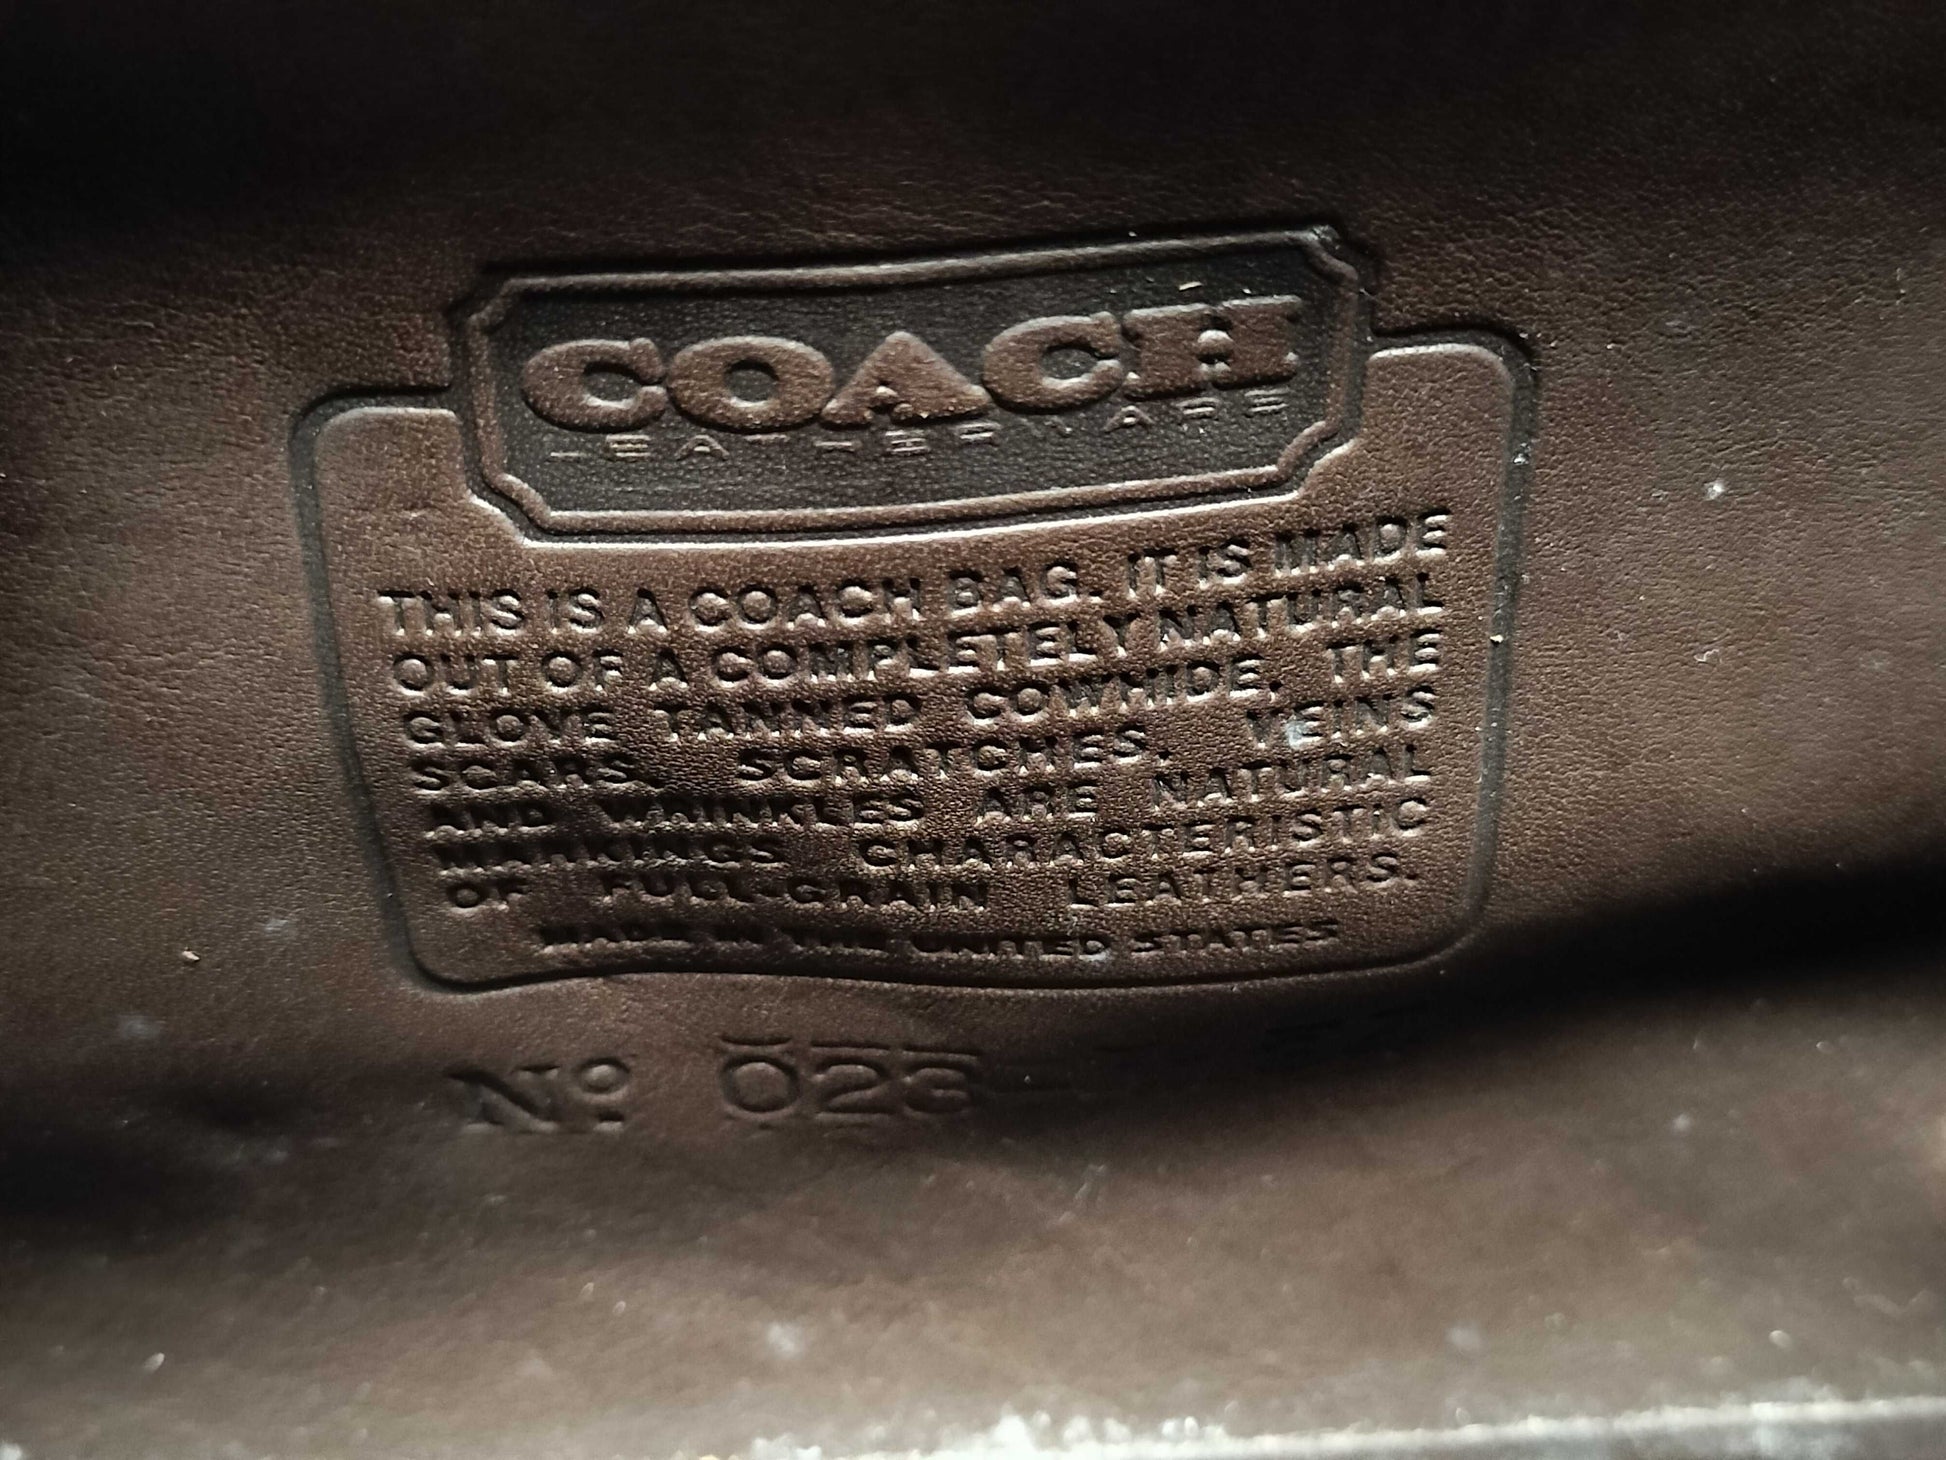 COACH
LEATHERWARE
THIS IS A COACH BAG. IT IS MADE
OUT OF A COMPLETELY NATURAL
GLOVE TANNED COWHIDE. THE
SCARS, SCRATCHES, VEINS
AND WRINKLES ARE NATURAL
MARKINGS CHARACTERISTIC
OF FULL-GRAIN LEATHERS.
MADE IN THE UNITED STATES
Nº 023